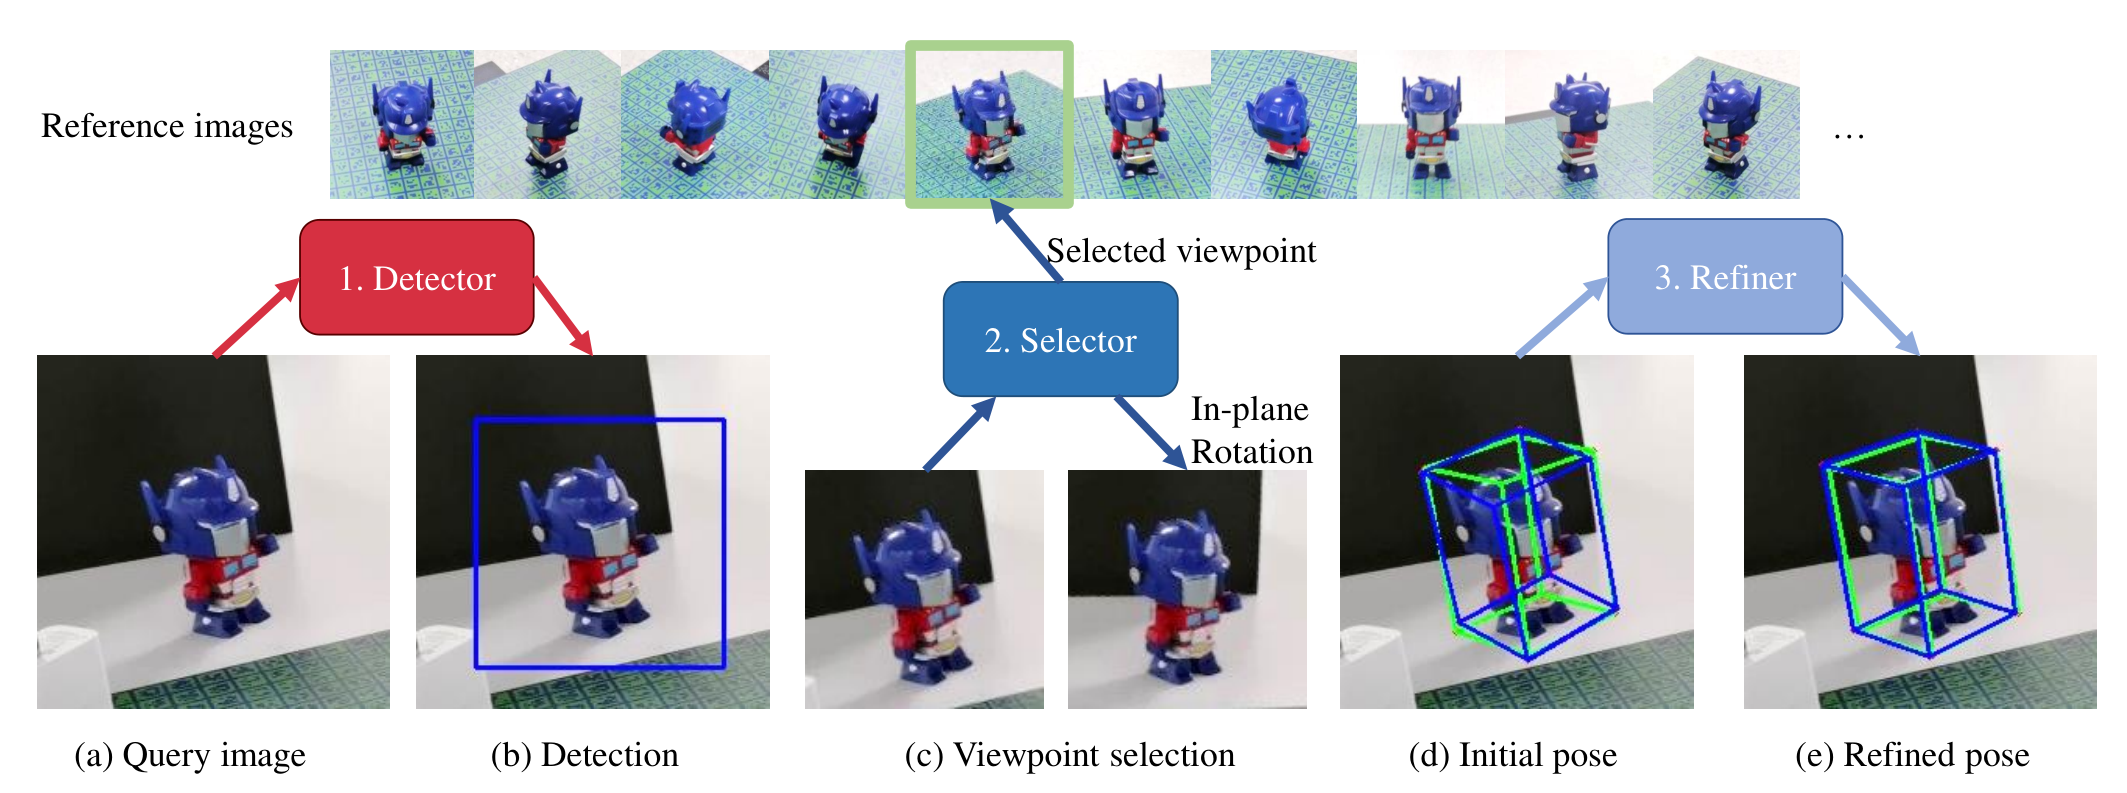 Reference images
…
1. Detector
Selected viewpoint
2. Selector
3. Refiner
In-plane
Rotation
(a) Query image
(b) Detection
(c) Viewpoint selection
(d) Initial pose
(e) Refined pose